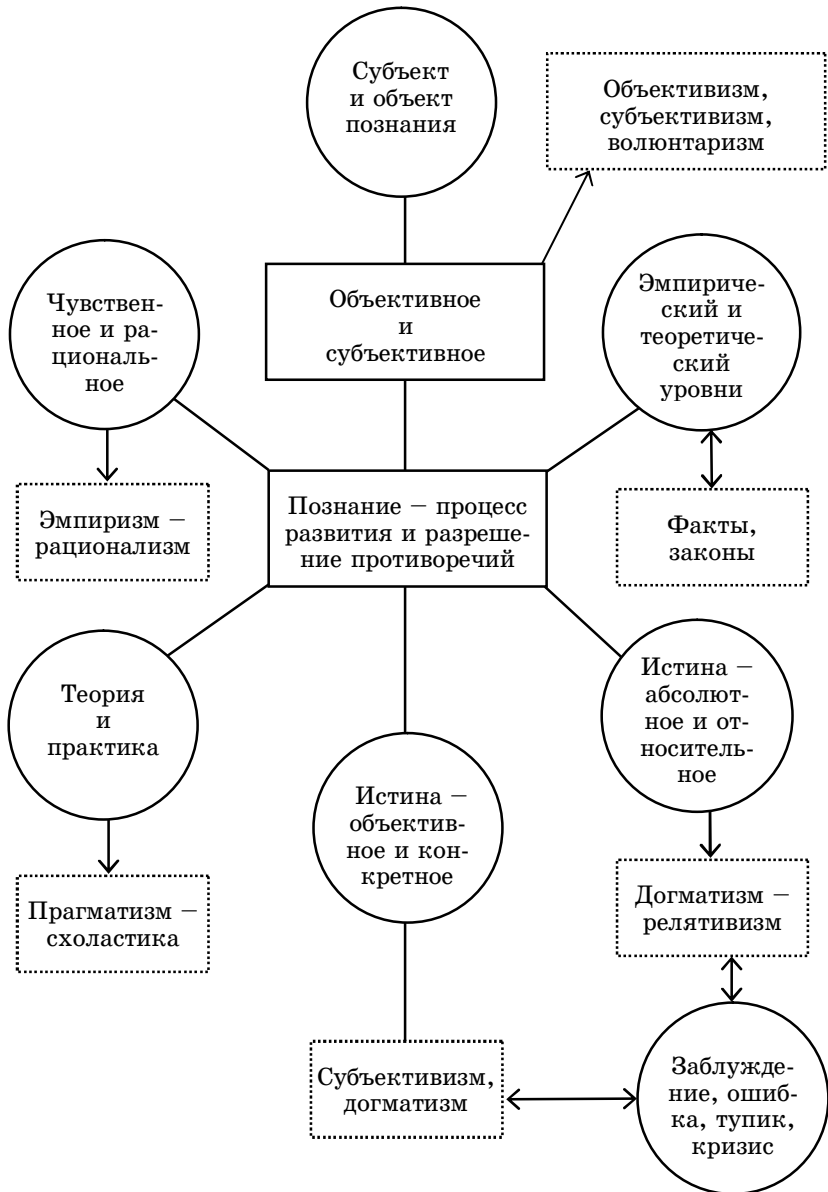 Субъект
и объект
познания
Объективизм,
субъективизм,
волюнтаризм
Чувствен-
ное и ра-
циональ-
ное
Объективное
и
субъективное
Эмпириче-
ский и
теоретиче-
ский
уровни
Эмпиризм –
рационализм
Познание – процесс
развития и разреше-
ние противоречий
Факты,
законы
Теория
и
практика
Истина –
абсолют-
ное и от-
носитель-
ное
Истина –
объектив-
ное и кон-
кретное
Прагматизм –
схоластика
Догматизм –
релятивизм
Субъективизм,
догматизм
Заблужде-
ние, ошиб-
ка, тупик,
кризис